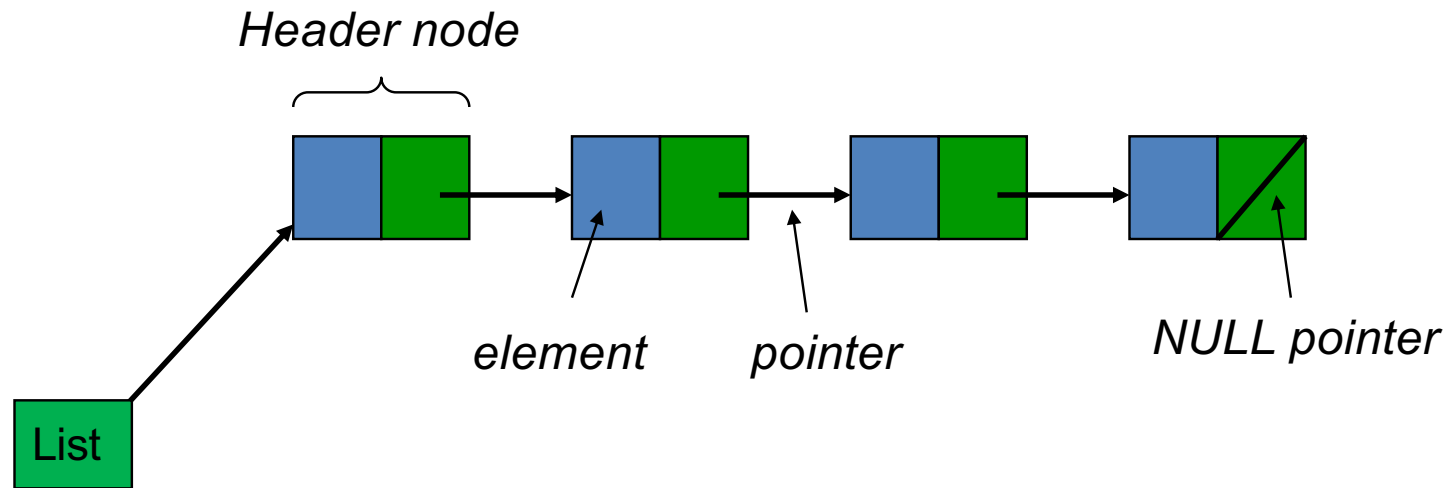 Header node
element
pointer
NULL pointer
List